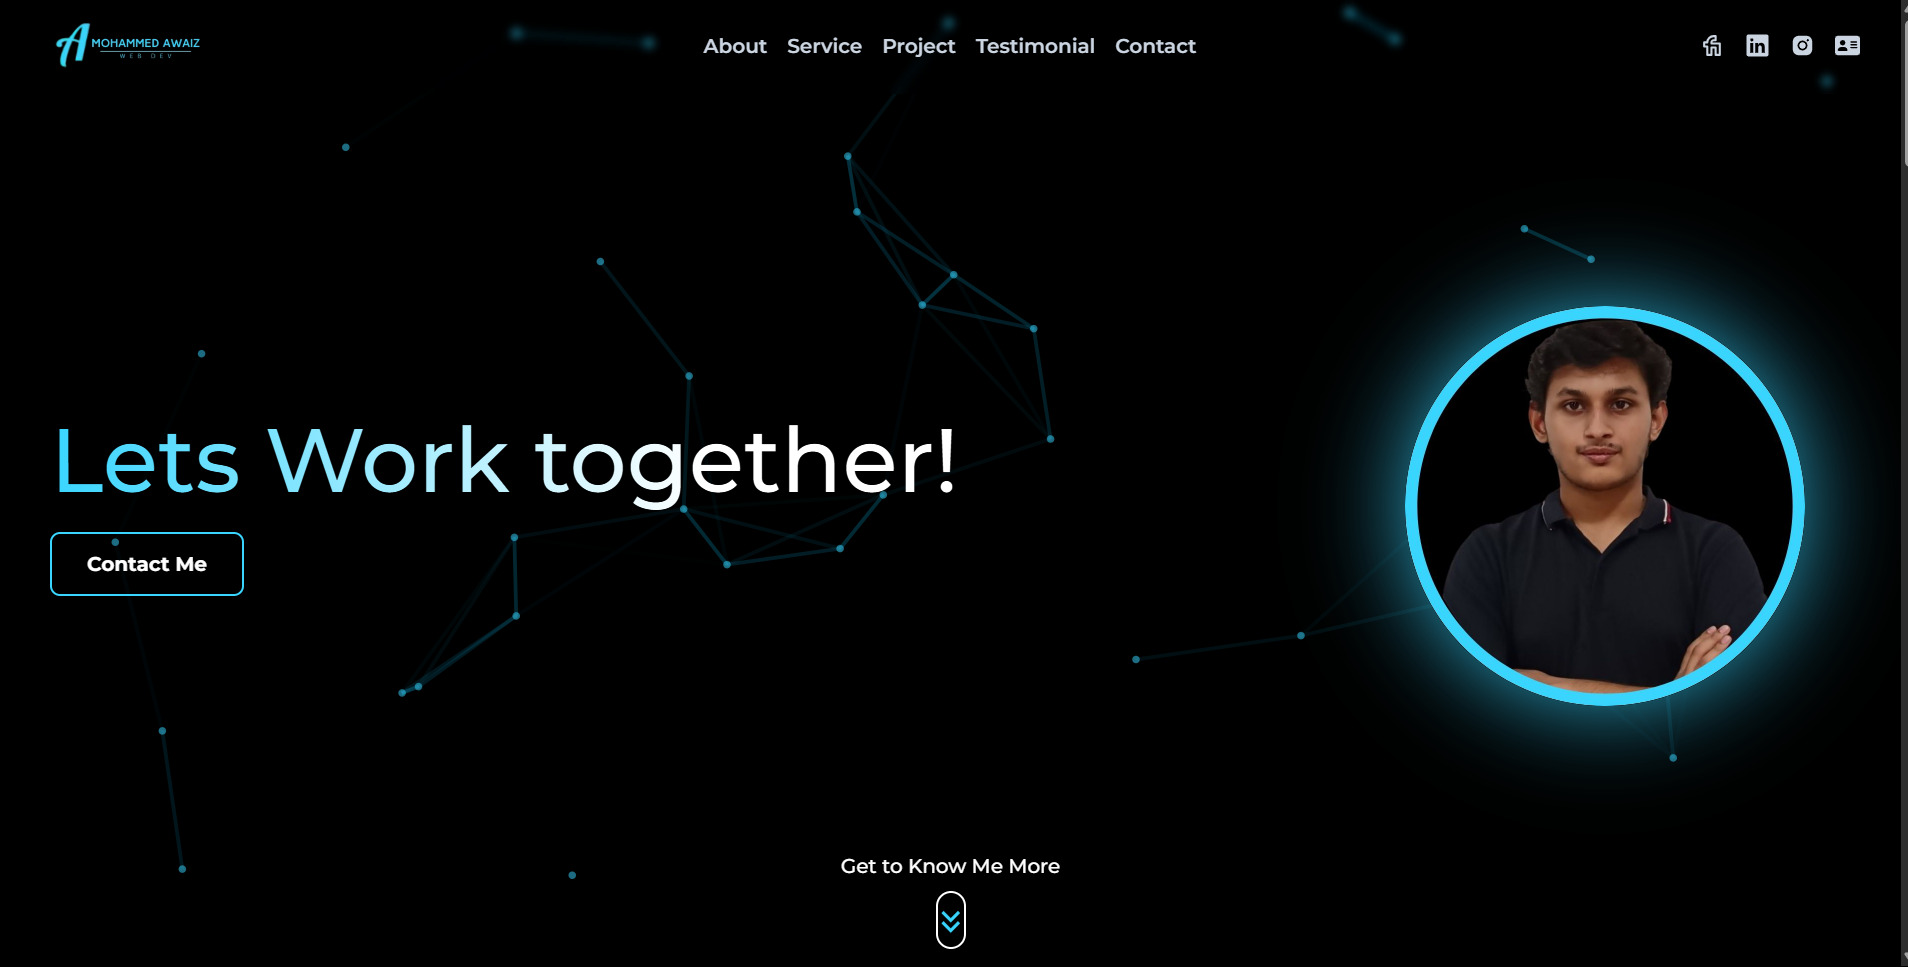 MOHAMMED AWAIZ
WEB DEV
About
Service
Project
Testimonial
Contact
in
Lets Work together!
Contact Me
Get to Know Me More